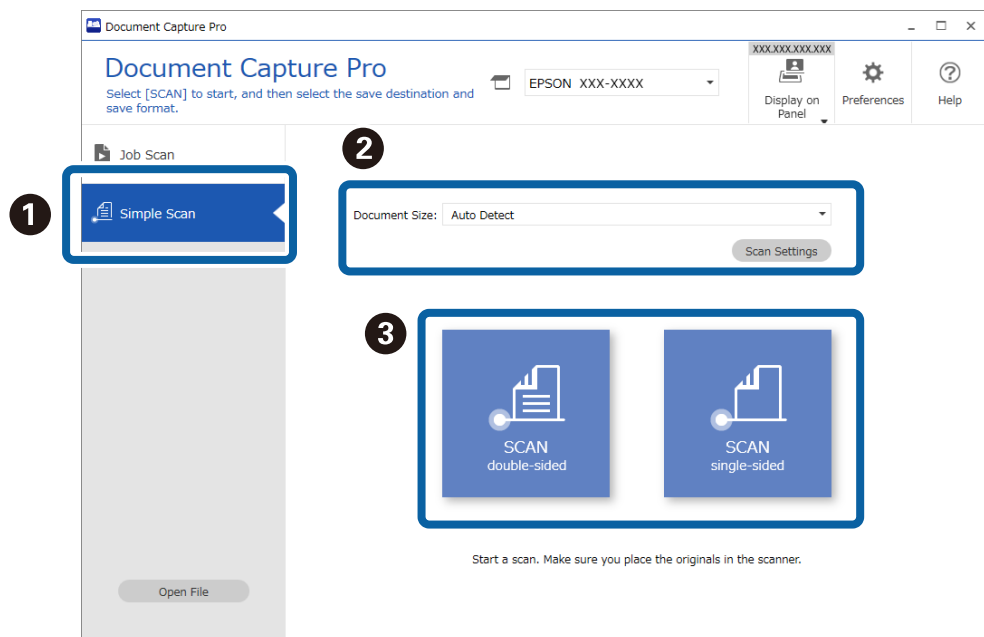 Document Capture Pro
Document Capture Pro
Select [SCAN] to start, and then select the save destination and
save format.
EPSON XXX-XXXX
XXX.XXX.XXX.XXX
Display on
Panel
Preferences
Help
Job Scan
1
Simple Scan
2
Document Size: Auto Detect
Scan Settings
3
SCAN
double-sided
SCAN
single-sided
Start a scan. Make sure you place the originals in the scanner.
Open File